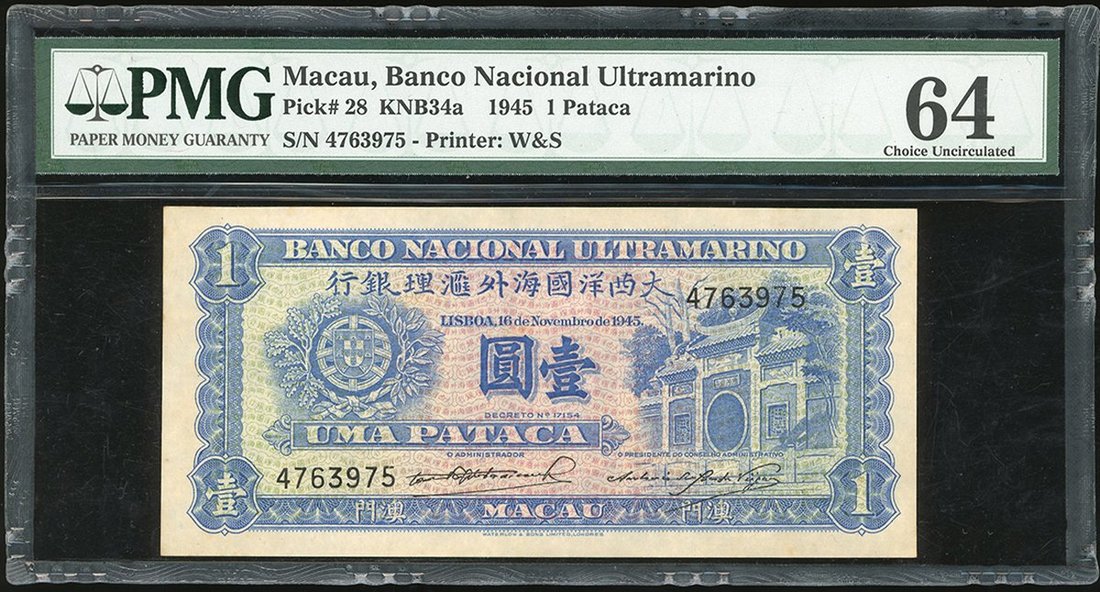 PMG
PAPER MONEY GUARANTY
Macau, Banco Nacional Ultramarino
Pick# 28 KNB34a 1945 1 Pataca
S/N 4763975 - Printer: W&S
64
Choice Uncirculated
1
BANCO NACIONAL ULTRAMARINO
壹
行銀理滙外海國洋西大
4763975
LISBOA, 16 de Novembro de 1945.
圓壹
DECRETO Nº 17154
UMA PATACA
O ADMINISTRADOR
O PRESIDENTE DO CONSELHO ADMINISTRATIVO
4763975
壹
門澳
MACAU
門澳
1
WATERLOW & SONS LIMITED, LONDRES.